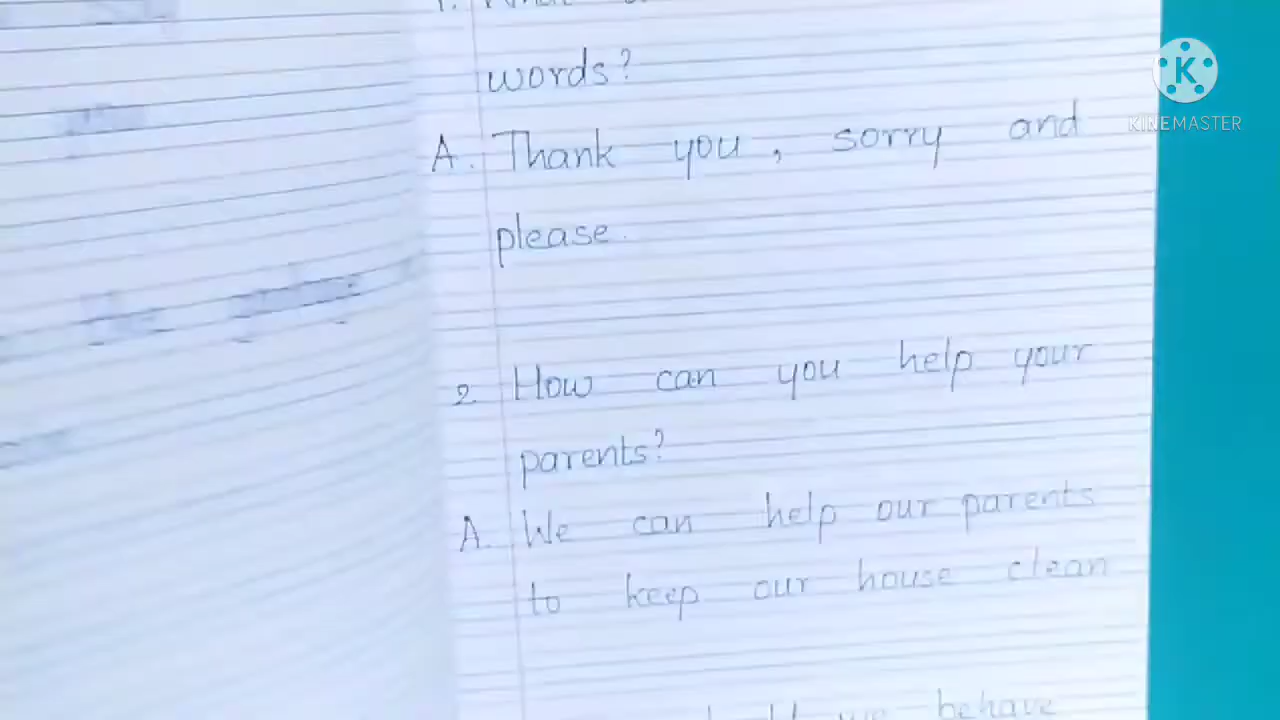 words?
A. Thank you, sorry and
please.
2. How can you help your
parents?
A. We can help our parents
to keep our house clean
we behave
KINEMASTER